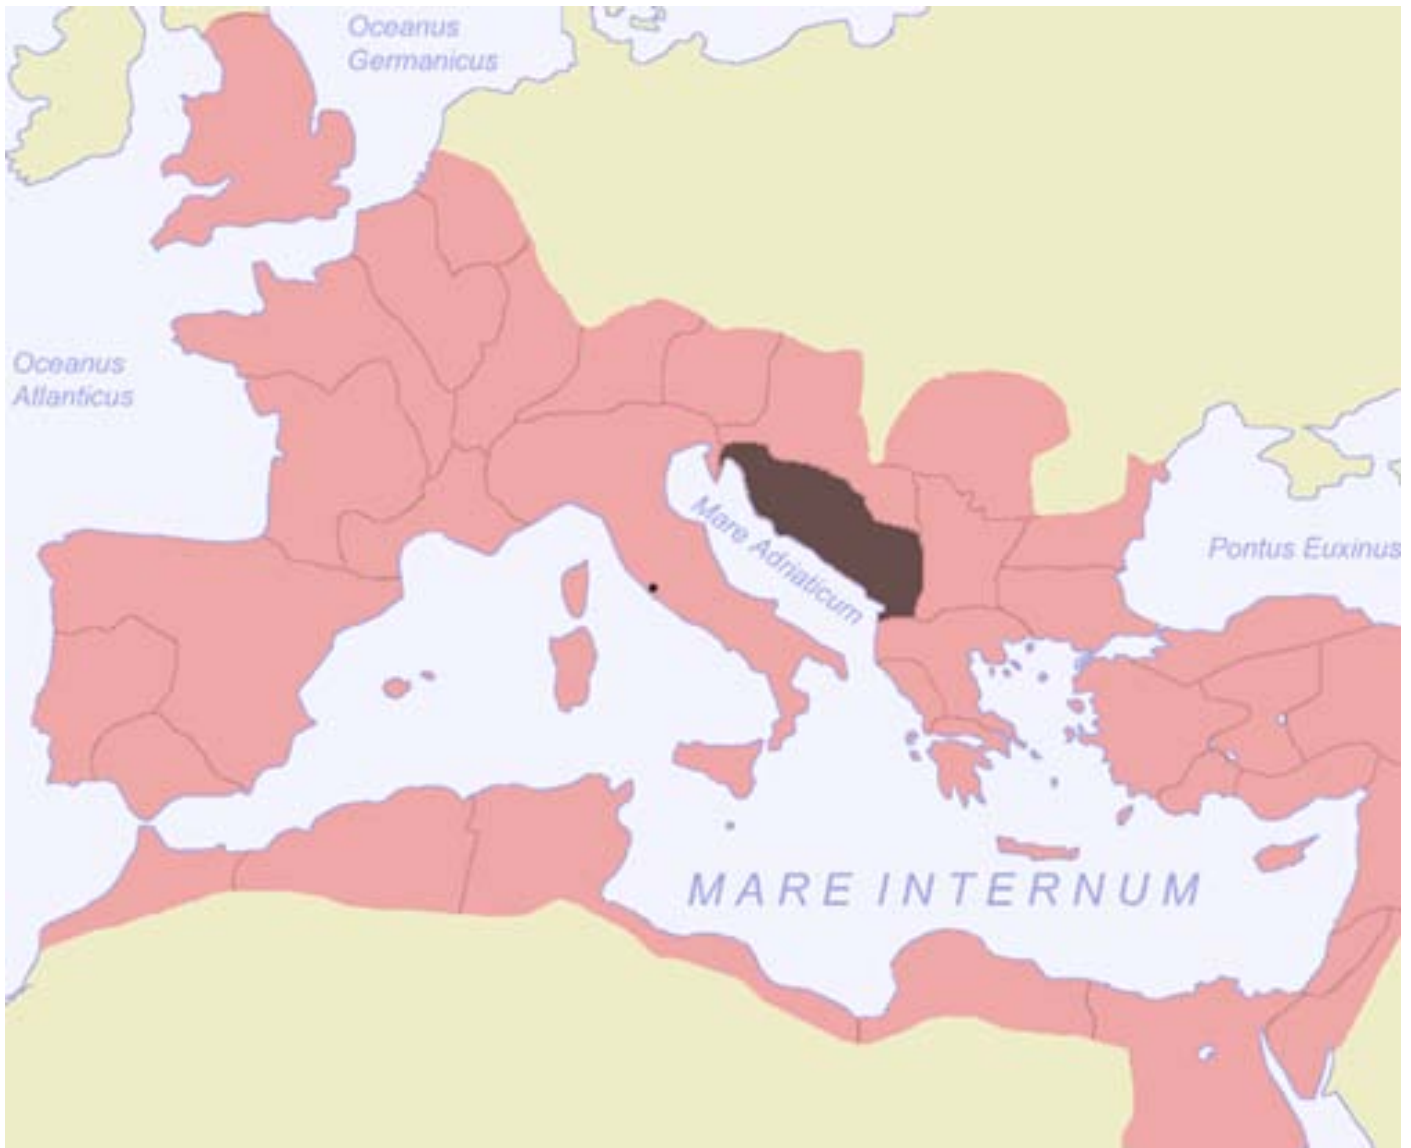 Oceanus
Germanicus
Oceanus
Atlanticus
Mare Adriaticum
Pontus Euxinus
MARE INTERNUM